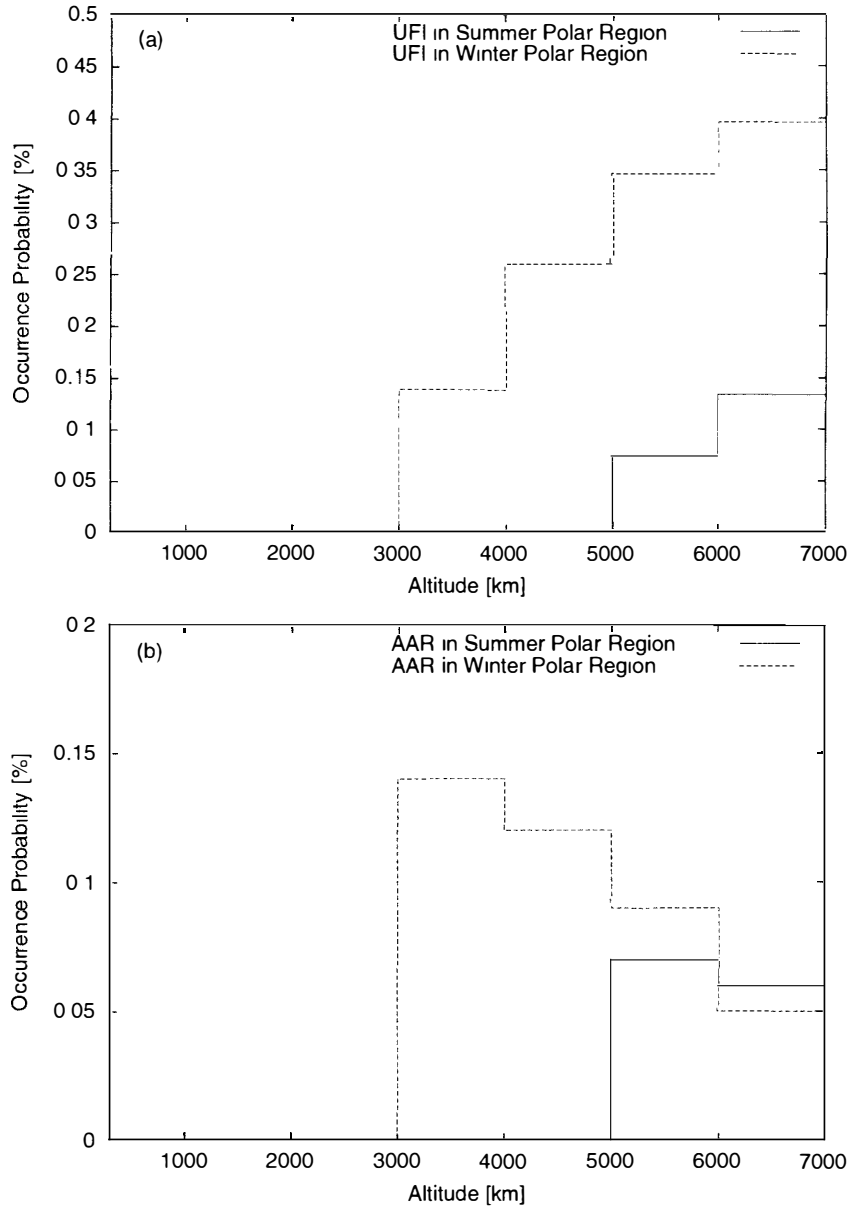 (a)
UFI in Summer Polar Region
UFI in Winter Polar Region
Occurrence Probability [%]
0.5
0 45
0.4
0 35
0 3
0.25
0 2
0.15
0 1
0 05
0
1000 2000 3000 4000 5000 6000 7000
Altitude [km]
(b)
AAR in Summer Polar Region
AAR in Winter Polar Region
Occurrence Probability [%]
0 2
0.15
0 1
0 05
0
1000 2000 3000 4000 5000 6000 7000
Altitude [km]